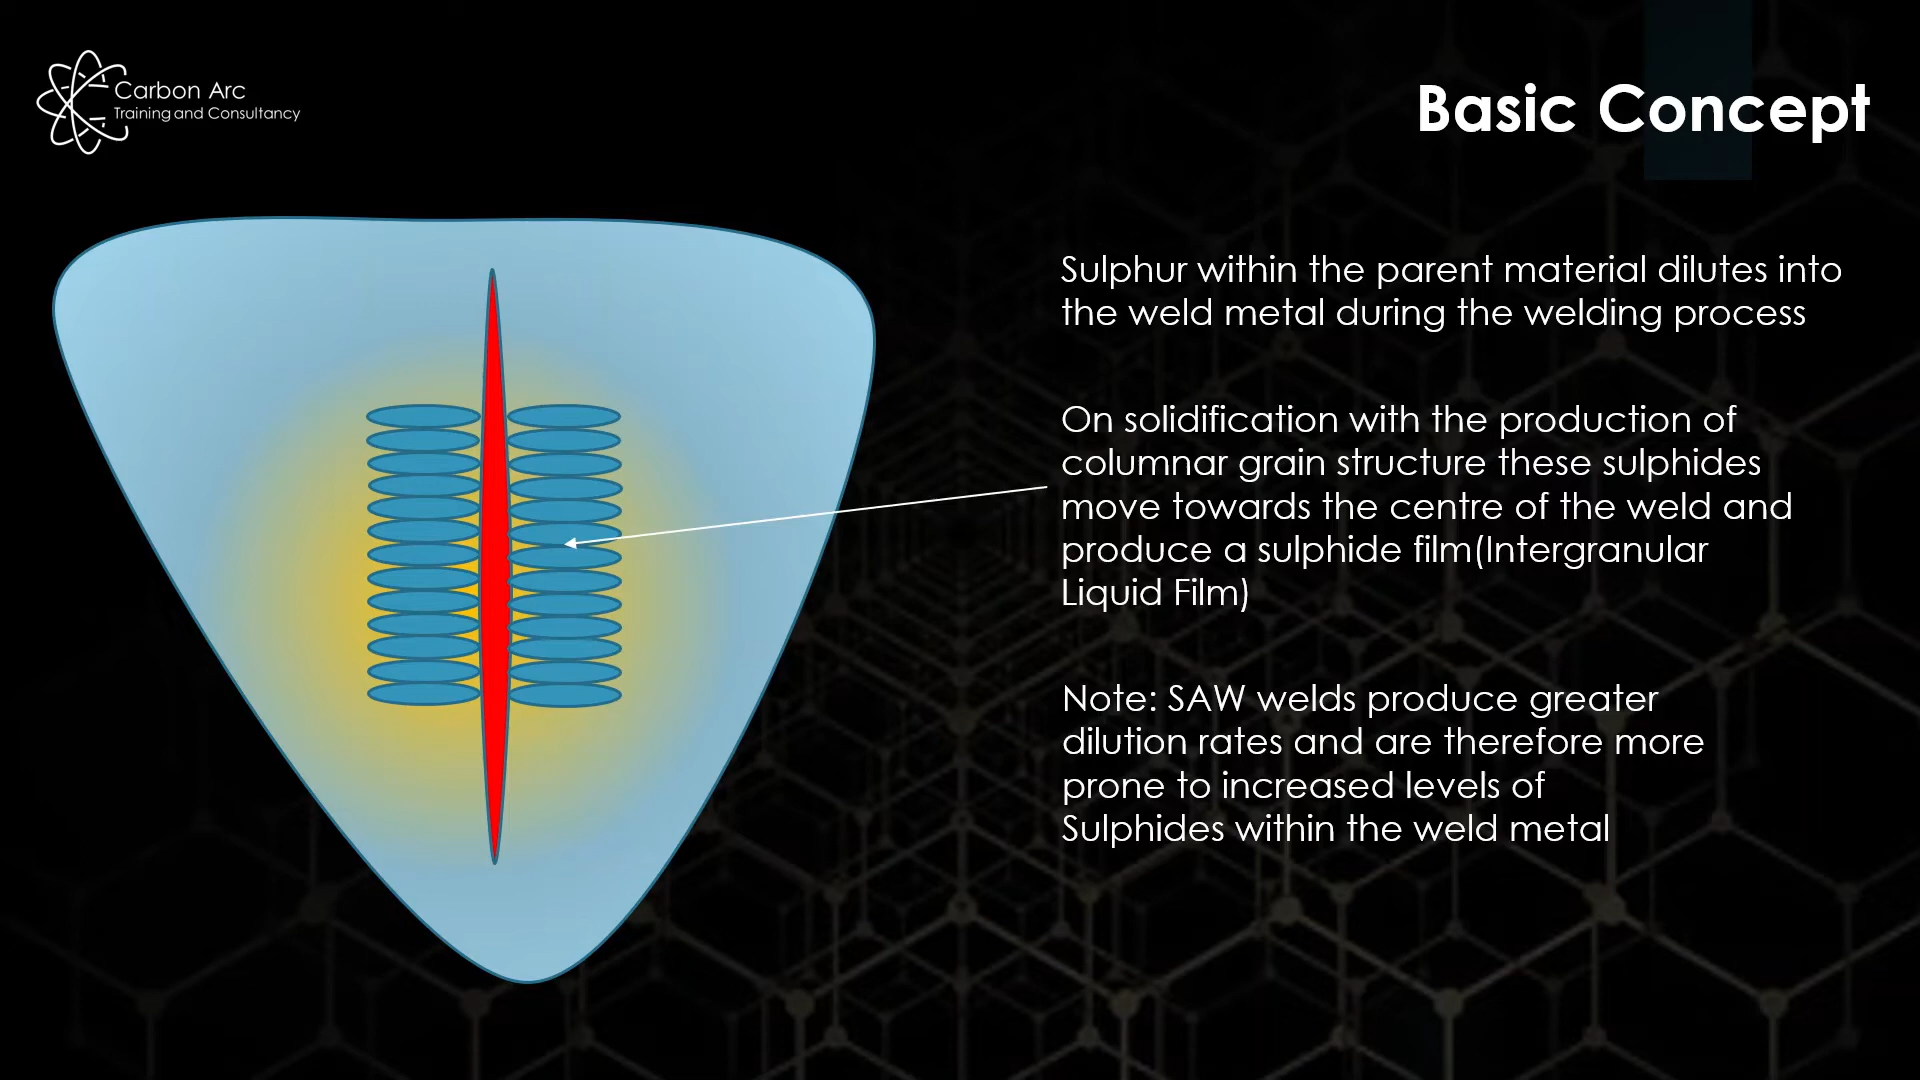 Carbon Arc
Training and Consultancy
Basic Concept
Sulphur within the parent material dilutes into
the weld metal during the welding process
On solidification with the production of
columnar grain structure these sulphides
move towards the centre of the weld and
produce a sulphide film(Intergranular
Liquid Film)
Note: SAW welds produce greater
dilution rates and are therefore more
prone to increased levels of
Sulphides within the weld metal